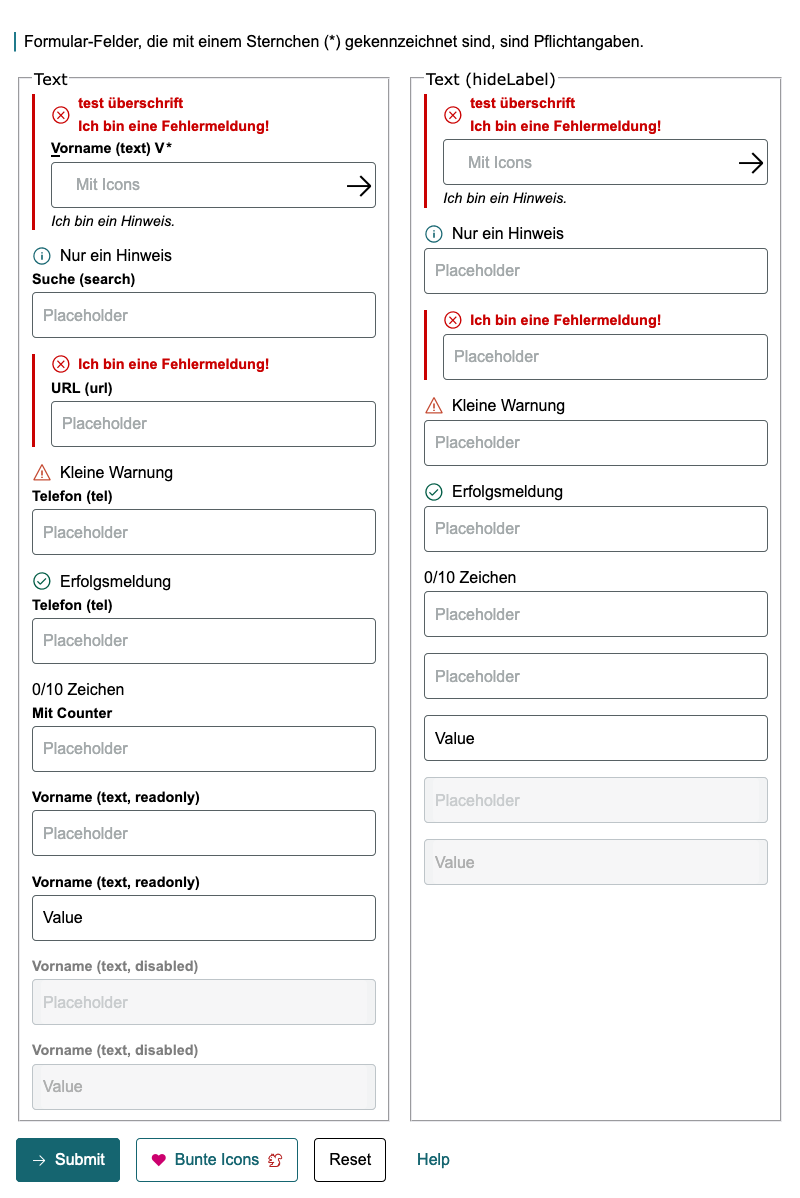 Formular-Felder, die mit einem Sternchen (*) gekennzeichnet sind, sind Pflichtangaben.
Text
test überschrift
Ich bin eine Fehlermeldung!
Vorname (text) V*
Mit Icons
Ich bin ein Hinweis.
Nur ein Hinweis
Suche (search)
Placeholder
Ich bin eine Fehlermeldung!
URL (url)
Placeholder
Kleine Warnung
Telefon (tel)
Placeholder
Erfolgsmeldung
Telefon (tel)
Placeholder
0/10 Zeichen
Mit Counter
Placeholder
Vorname (text, readonly)
Placeholder
Vorname (text, readonly)
Value
Vorname (text, disabled)
Placeholder
Vorname (text, disabled)
Value
Text (hideLabel)
test überschrift
Ich bin eine Fehlermeldung!
Mit Icons
Ich bin ein Hinweis.
Nur ein Hinweis
Placeholder
Ich bin eine Fehlermeldung!
Placeholder
Kleine Warnung
Placeholder
Erfolgsmeldung
Placeholder
0/10 Zeichen
Placeholder
Placeholder
Value
Placeholder
Value
Submit
Bunte Icons
Reset
Help